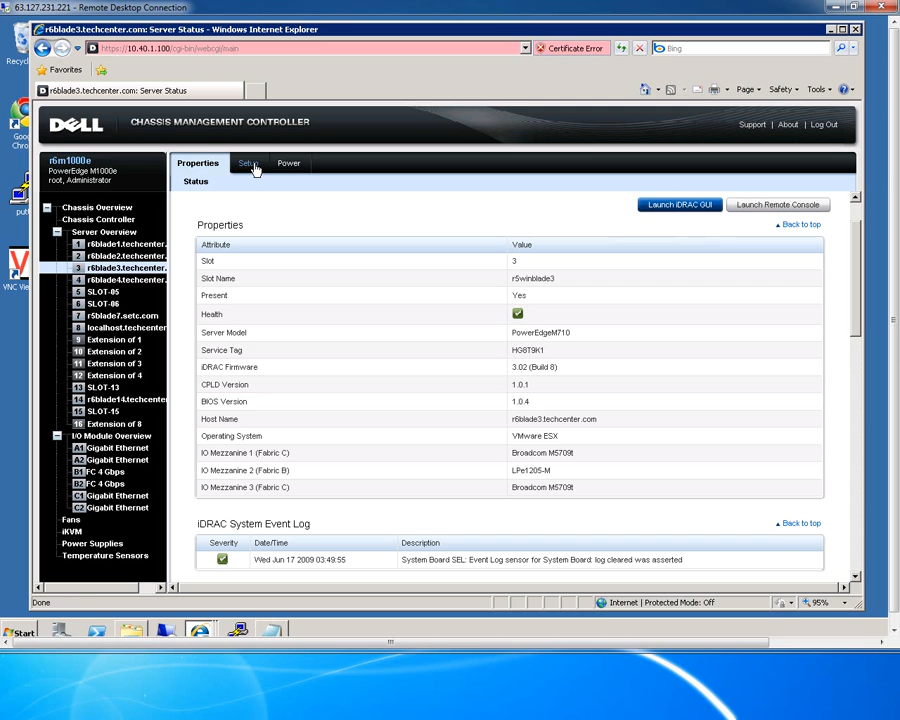 63.127.231.221 - Remote Desktop Connection
r6blade3.techcenter.com: Server Status - Windows Internet Explorer
https://10.40.1.100/cgi-bin/webcgi/main
Certificate Error
Bing
Favorites
r6blade3.techcenter.com: Server Status
Page
Safety
Tools
DELL
CHASSIS MANAGEMENT CONTROLLER
Support | About | Log Out
r6m1000e
PowerEdge M1000e
root, Administrator
Properties
Setup
Power
Status
Chassis Overview
Chassis Controller
Server Overview
1 r6blade1.techcenter.
2 r6blade2.techcenter.
3 r6blade3.techcenter.
4 r6blade4.techcenter.
5 SLOT-05
6 SLOT-06
7 r5blade7.setc.com
8 localhost.techcenter
9 Extension of 1
10 Extension of 2
11 Extension of 3
12 Extension of 4
13 SLOT-13
14 r6blade14.techcente
15 SLOT-15
16 Extension of 8
I/O Module Overview
A1 Gigabit Ethernet
A2 Gigabit Ethernet
B1 FC 4 Gbps
B2 FC 4 Gbps
C1 Gigabit Ethernet
C2 Gigabit Ethernet
Fans
iKVM
Power Supplies
Temperature Sensors
Launch iDRAC GUI
Launch Remote Console
Properties
Back to top
Attribute Value
Slot 3
Slot Name r5winblade3
Present Yes
Health
Server Model PowerEdgeM710
Service Tag HG8T9K1
iDRAC Firmware 3.02 (Build 8)
CPLD Version 1.0.1
BIOS Version 1.0.4
Host Name r6blade3.techcenter.com
Operating System VMware ESX
IO Mezzanine 1 (Fabric C) Broadcom M5709t
IO Mezzanine 2 (Fabric B) LPe1205-M
IO Mezzanine 3 (Fabric C) Broadcom M5709t
iDRAC System Event Log
Back to top
Severity Date/Time Description
Wed Jun 17 2009 03:49:55 System Board SEL: Event Log sensor for System Board: log cleared was asserted
Done
Internet | Protected Mode: Off
95%
Start
Recyc
Goo
Chro
putt
VNC Vie